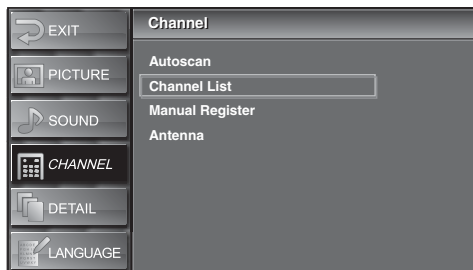 EXIT
PICTURE
SOUND
CHANNEL
DETAIL
LANGUAGE
Channel
Autoscan
Channel List
Manual Register
Antenna